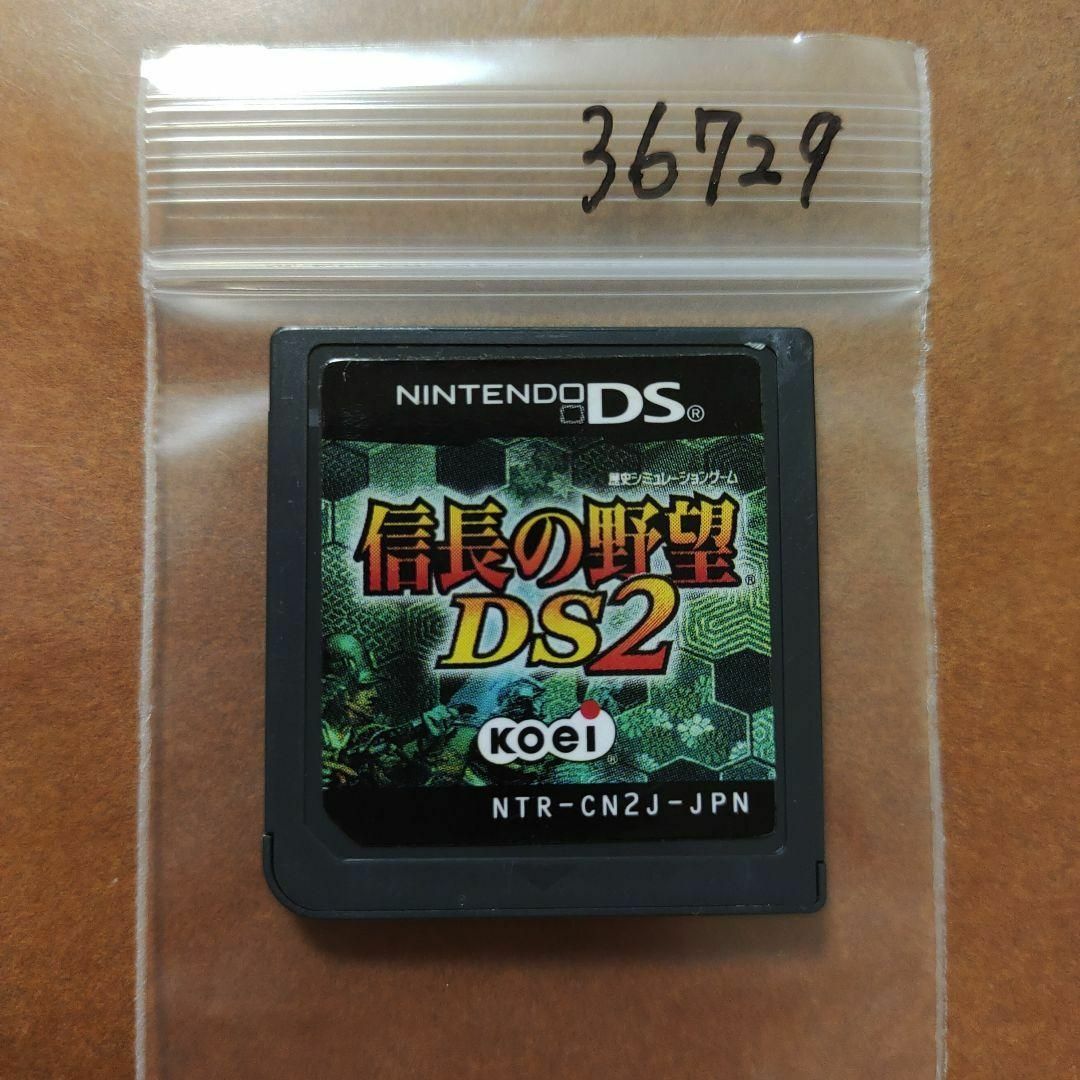 36729
NINTENDO DS®
歴史シミュレーションゲーム
信長の野望®
DS2
KOEI®
NTR-CN2J-JPN